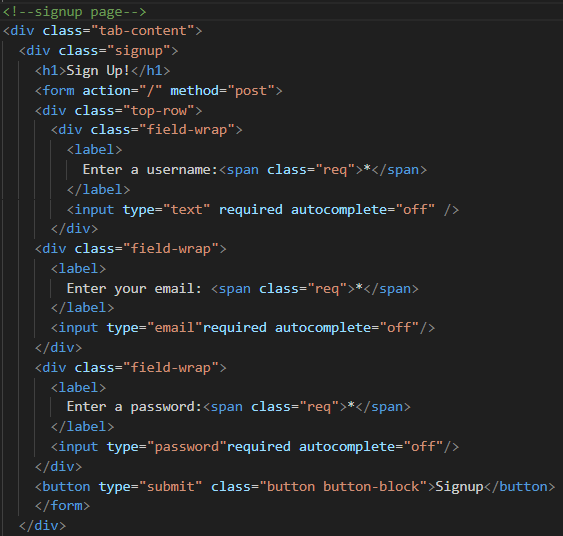 <!--signup page-->
<div class="tab-content">
<div class="signup">
<h1>Sign Up!</h1>
<form action="/" method="post">
<div class="top-row">
<div class="field-wrap">
<label>
Enter a username:<span class="req">*</span>
</label>
<input type="text" required autocomplete="off" />
</div>
<div class="field-wrap">
<label>
Enter your email: <span class="req">*</span>
</label>
<input type="email"required autocomplete="off"/>
</div>
<div class="field-wrap">
<label>
Enter a password:<span class="req">*</span>
</label>
<input type="password"required autocomplete="off"/>
</div>
<button type="submit" class="button button-block">Signup</button>
</form>
</div>